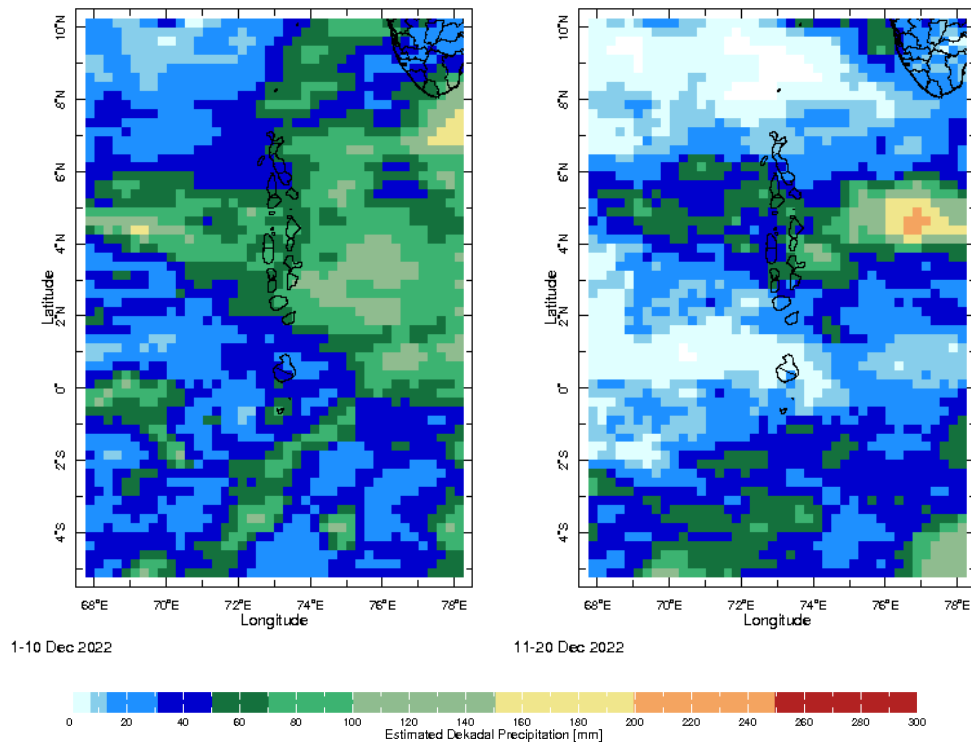 10°N
8°N
6°N
4°N
2°N
0°
2°S
4°S
Latitude
68°E 70°E 72°E 74°E 76°E 78°E
Longitude
1-10 Dec 2022
10°N
8°N
6°N
4°N
2°N
0°
2°S
4°S
Latitude
68°E 70°E 72°E 74°E 76°E 78°E
Longitude
11-20 Dec 2022
0 20 40 60 80 100 120 140 160 180 200 220 240 260 280 300
Estimated Dekadal Precipitation [mm]